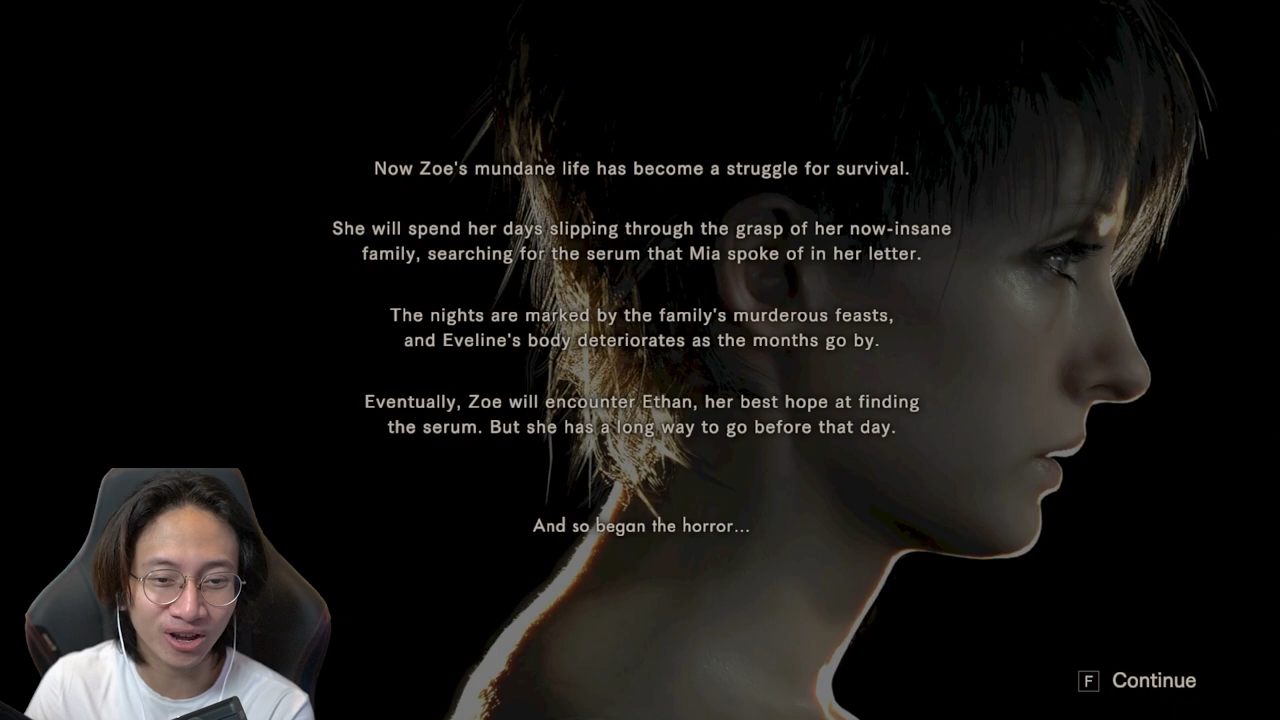 Now Zoe's mundane life has become a struggle for survival.
She will spend her days slipping through the grasp of her now-insane
family, searching for the serum that Mia spoke of in her letter.
The nights are marked by the family's murderous feasts,
and Eveline's body deteriorates as the months go by.
Eventually, Zoe will encounter Ethan, her best hope at finding
the serum. But she has a long way to go before that day.
And so began the horror...
F Continue